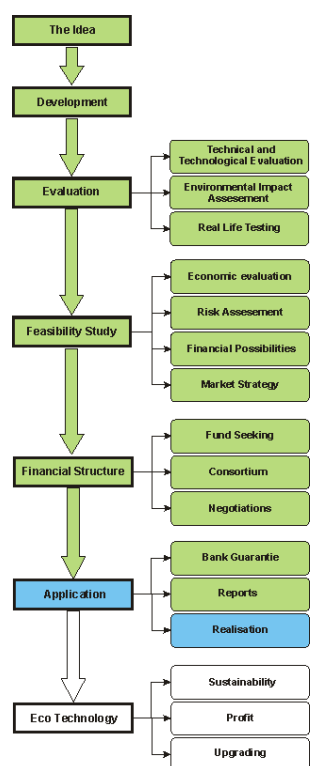 The Idea
Development
Evaluation
Technical and
Technological Evaluation
Environmental Impact
Assesement
Real Life Testing
Feasibility Study
Economic evaluation
Risk Assesment
Financial Possibilities
Market Strategy
Financial Structure
Fund Seeking
Consortium
Negotiations
Application
Bank Guarantie
Reports
Realisation
Eco Technology
Sustainability
Profit
Upgrading